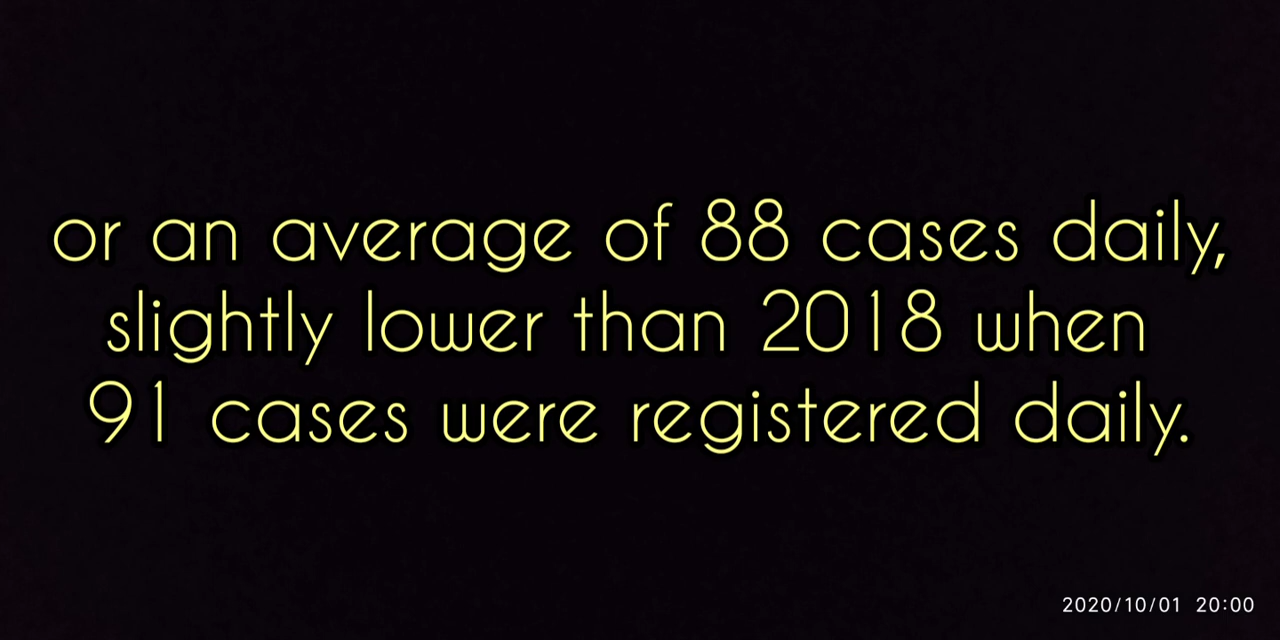 or an average of 88 cases daily,
slightly lower than 2018 when
91 cases were registered daily.
2020/10/01 20:00